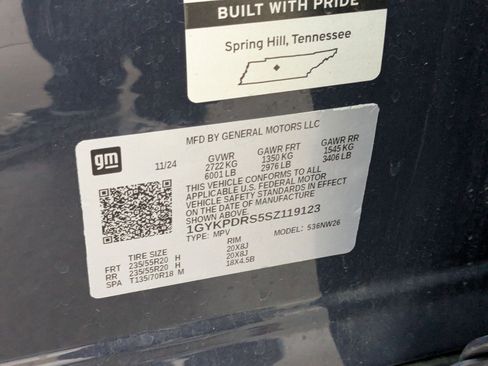 BUILT WITH PRIDE
Spring Hill, Tennessee
gm
MFD BY GENERAL MOTORS LLC
11/24
GVWR GAWR FRT GAWR RR
2722 KG 1350 KG 1545 KG
6001 LB 2976 LB 3406 LB
THIS VEHICLE CONFORMS TO ALL
APPLICABLE U.S. FEDERAL MOTOR
VEHICLE SAFETY STANDARDS IN EFFECT
ON THE DATE OF MANUFACTURE
SHOWN ABOVE.
1GYKPDRS5SZ119123
TYPE: MPV MODEL: 536NW26
TIRE SIZE RIM
FRT 235/55R20 H 20X8J
RR 235/55R20 H 20X8J
SPA T135/70R18 M 18X4.5B